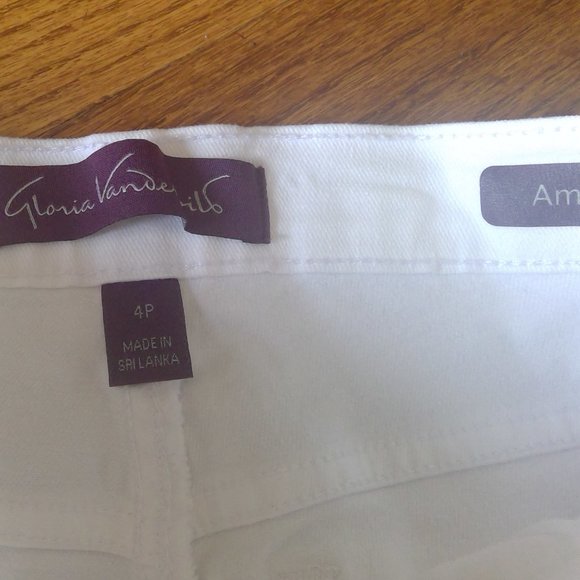 Gloria Vanderbilt
Am
4P
MADE IN
SRI LANKA